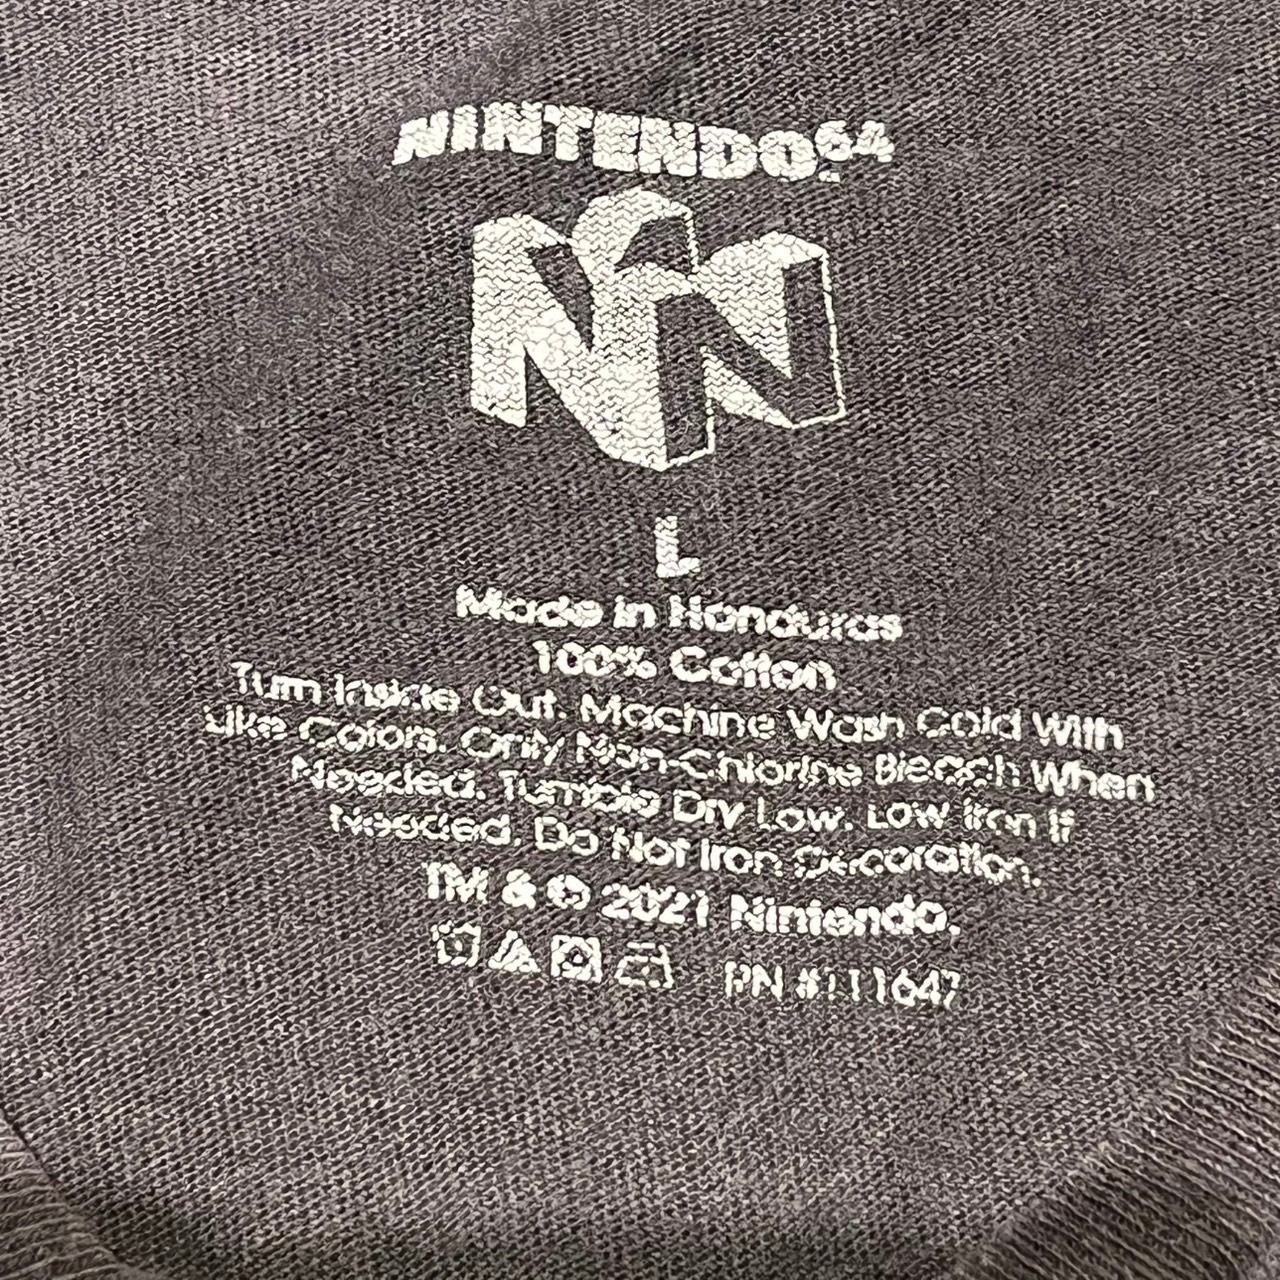 NINTENDO64
L
Made in Honduras
100% Cotton
Turn Inside Out. Machine Wash Cold With
Like Colors. Only Non-Chlorine Bleach When
Needed. Tumble Dry Low. Low Iron If
Needed. Do Not Iron Decoration.
TM & © 2021 Nintendo.
RN #111647